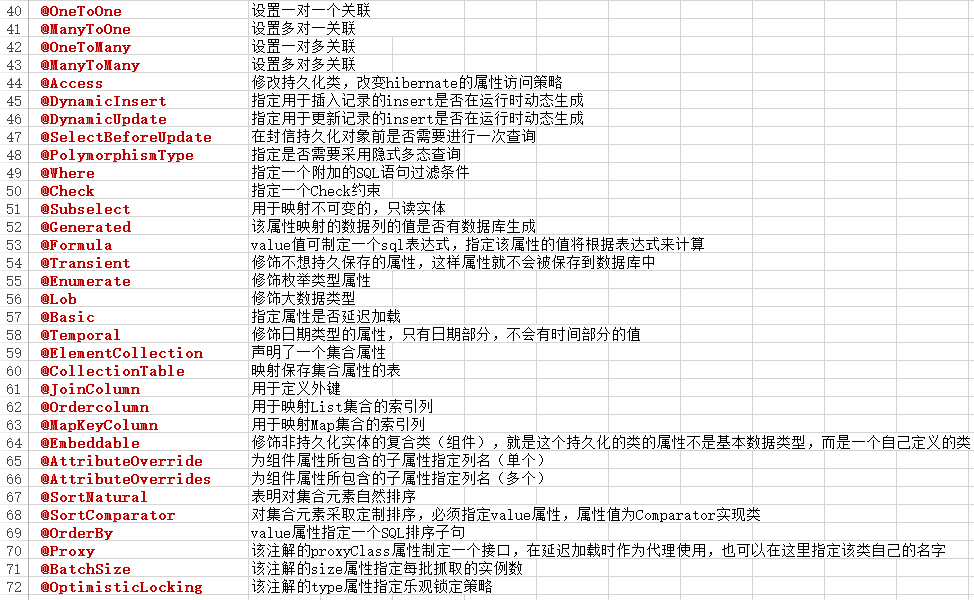 40 @OneToOne 设置一对一个关联
41 @ManyToOne 设置多对一关联
42 @OneToMany 设置一对多关联
43 @ManyToMany 设置多对多关联
44 @Access 修改持久化类，改变hibernate的属性访问策略
45 @DynamicInsert 指定用于插入记录的insert是否在运行时动态生成
46 @DynamicUpdate 指定用于更新记录的insert是否在运行时动态生成
47 @SelectBeforeUpdate 在封信持久化对象前是否需要进行一次查询
48 @PolymorphismType 指定是否需要采用隐式多态查询
49 @Where 指定一个附加的SQL语句过滤条件
50 @Check 指定一个Check约束
51 @Subselect 用于映射不可变的，只读实体
52 @Generated 该属性映射的数据列的值是否有数据库生成
53 @Formula value值可制定一个sql表达式，指定该属性的值将根据表达式来计算
54 @Transient 修饰不想持久保存的属性，这样属性就不会被保存到数据库中
55 @Enumerate 修饰枚举类型属性
56 @Lob 修饰大数据类型
57 @Basic 指定属性是否延迟加载
58 @Temporal 修饰日期类型的属性，只有日期部分，不会有时间部分的值
59 @ElementCollection 声明了一个集合属性
60 @CollectionTable 映射保存集合属性的表
61 @JoinColumn 用于定义外键
62 @Ordercolumn 用于映射List集合的索引列
63 @MapKeyColumn 用于映射Map集合的索引列
64 @Embeddable 修饰非持久化实体的复合类（组件），就是这个持久化的类的属性不是基本数据类型，而是一个自己定义的类
65 @AttributeOverride 为组件属性所包含的子属性指定列名（单个）
66 @AttributeOverrides 为组件属性所包含的子属性指定列名（多个）
67 @SortNatural 表明对集合元素自然排序
68 @SortComparator 对集合元素采取定制排序，必须指定value属性，属性值为Comparator实现类
69 @OrderBy value属性指定一个SQL排序子句
70 @Proxy 该注解的proxyClass属性制定一个接口，在延迟加载时作为代理使用，也可以在这里指定该类自己的名字
71 @BatchSize 该注解的size属性指定每批抓取的实例数
72 @OptimisticLocking 该注解的type属性指定乐观锁定策略